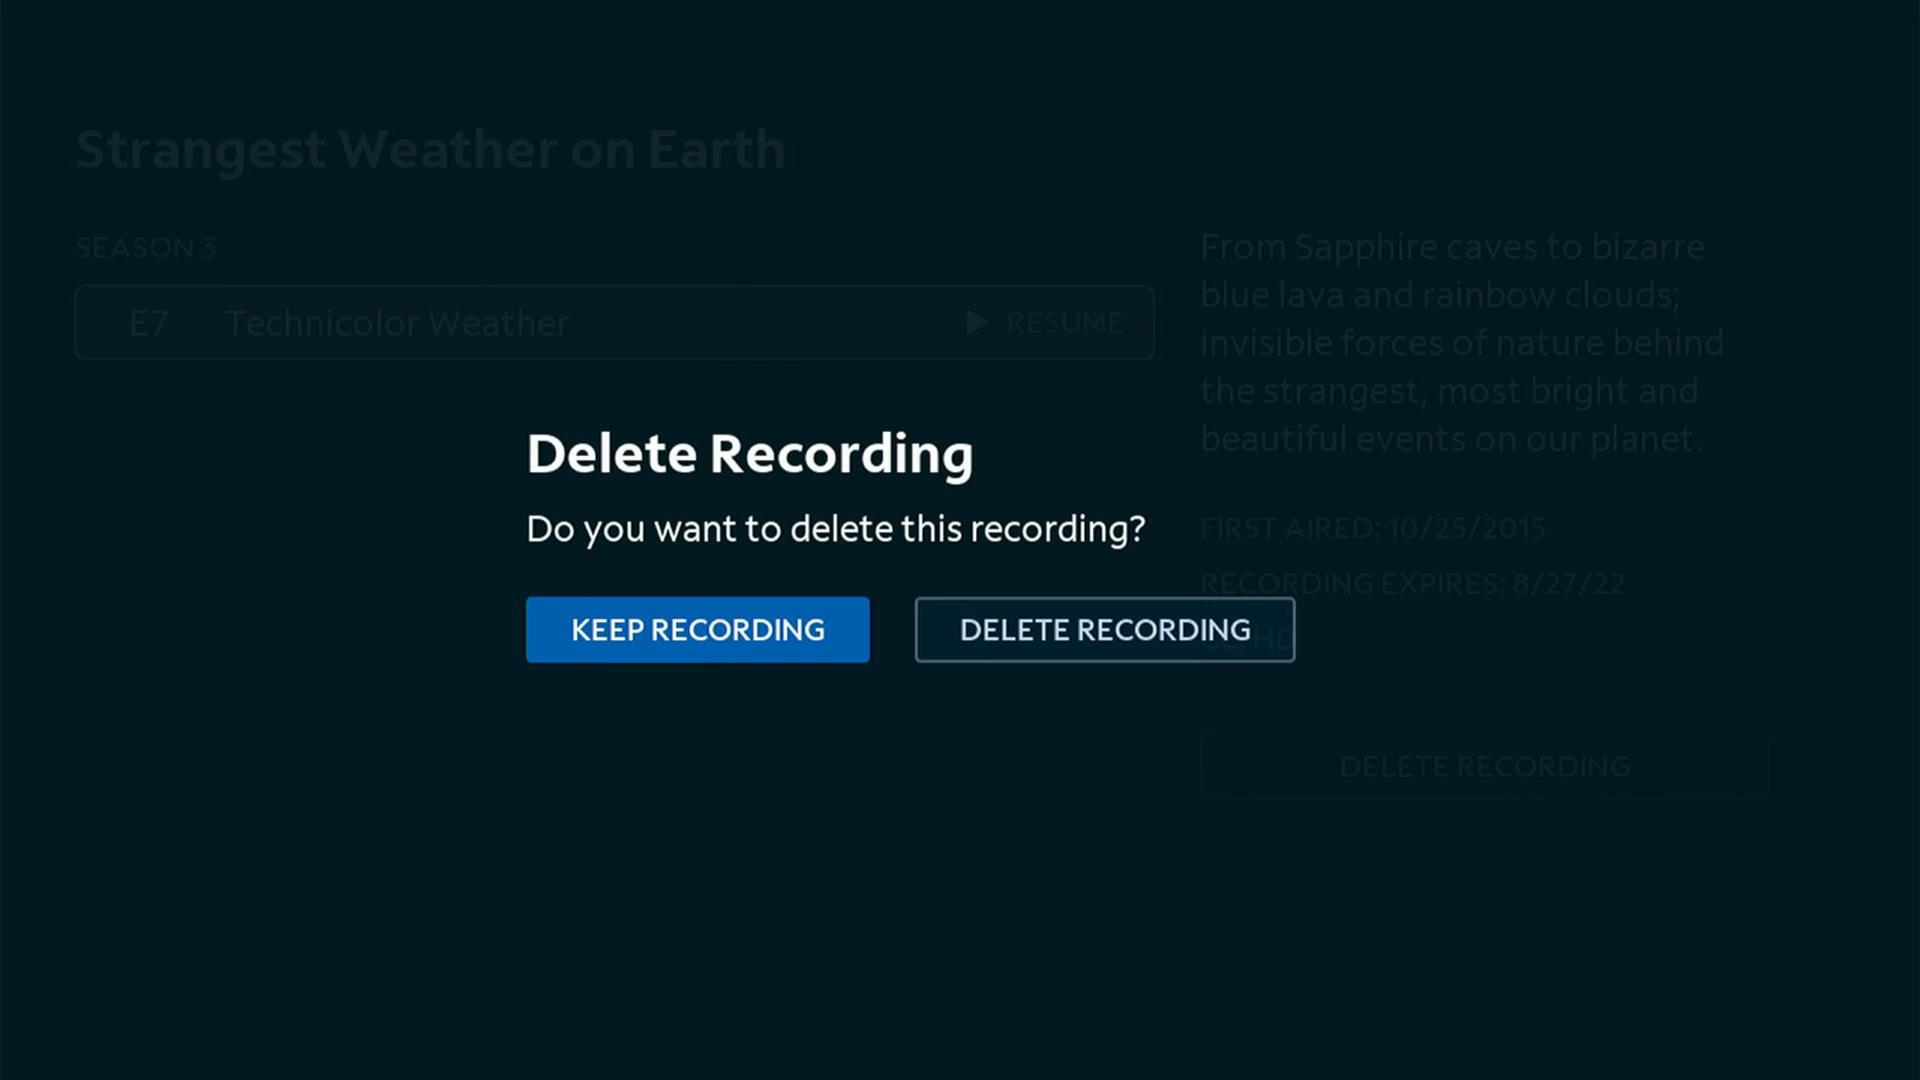 Strangest Weather on Earth
SEASON 3
E7 Technicolor Weather RESUME
From Sapphire caves to bizarre
blue lava and rainbow clouds;
invisible forces of nature behind
the strangest, most bright and
beautiful events on our planet.
FIRST AIRED: 10/25/2015
RECORDING EXPIRES: 8/27/22
CC, HD
DELETE RECORDING
Delete Recording
Do you want to delete this recording?
KEEP RECORDING
DELETE RECORDING